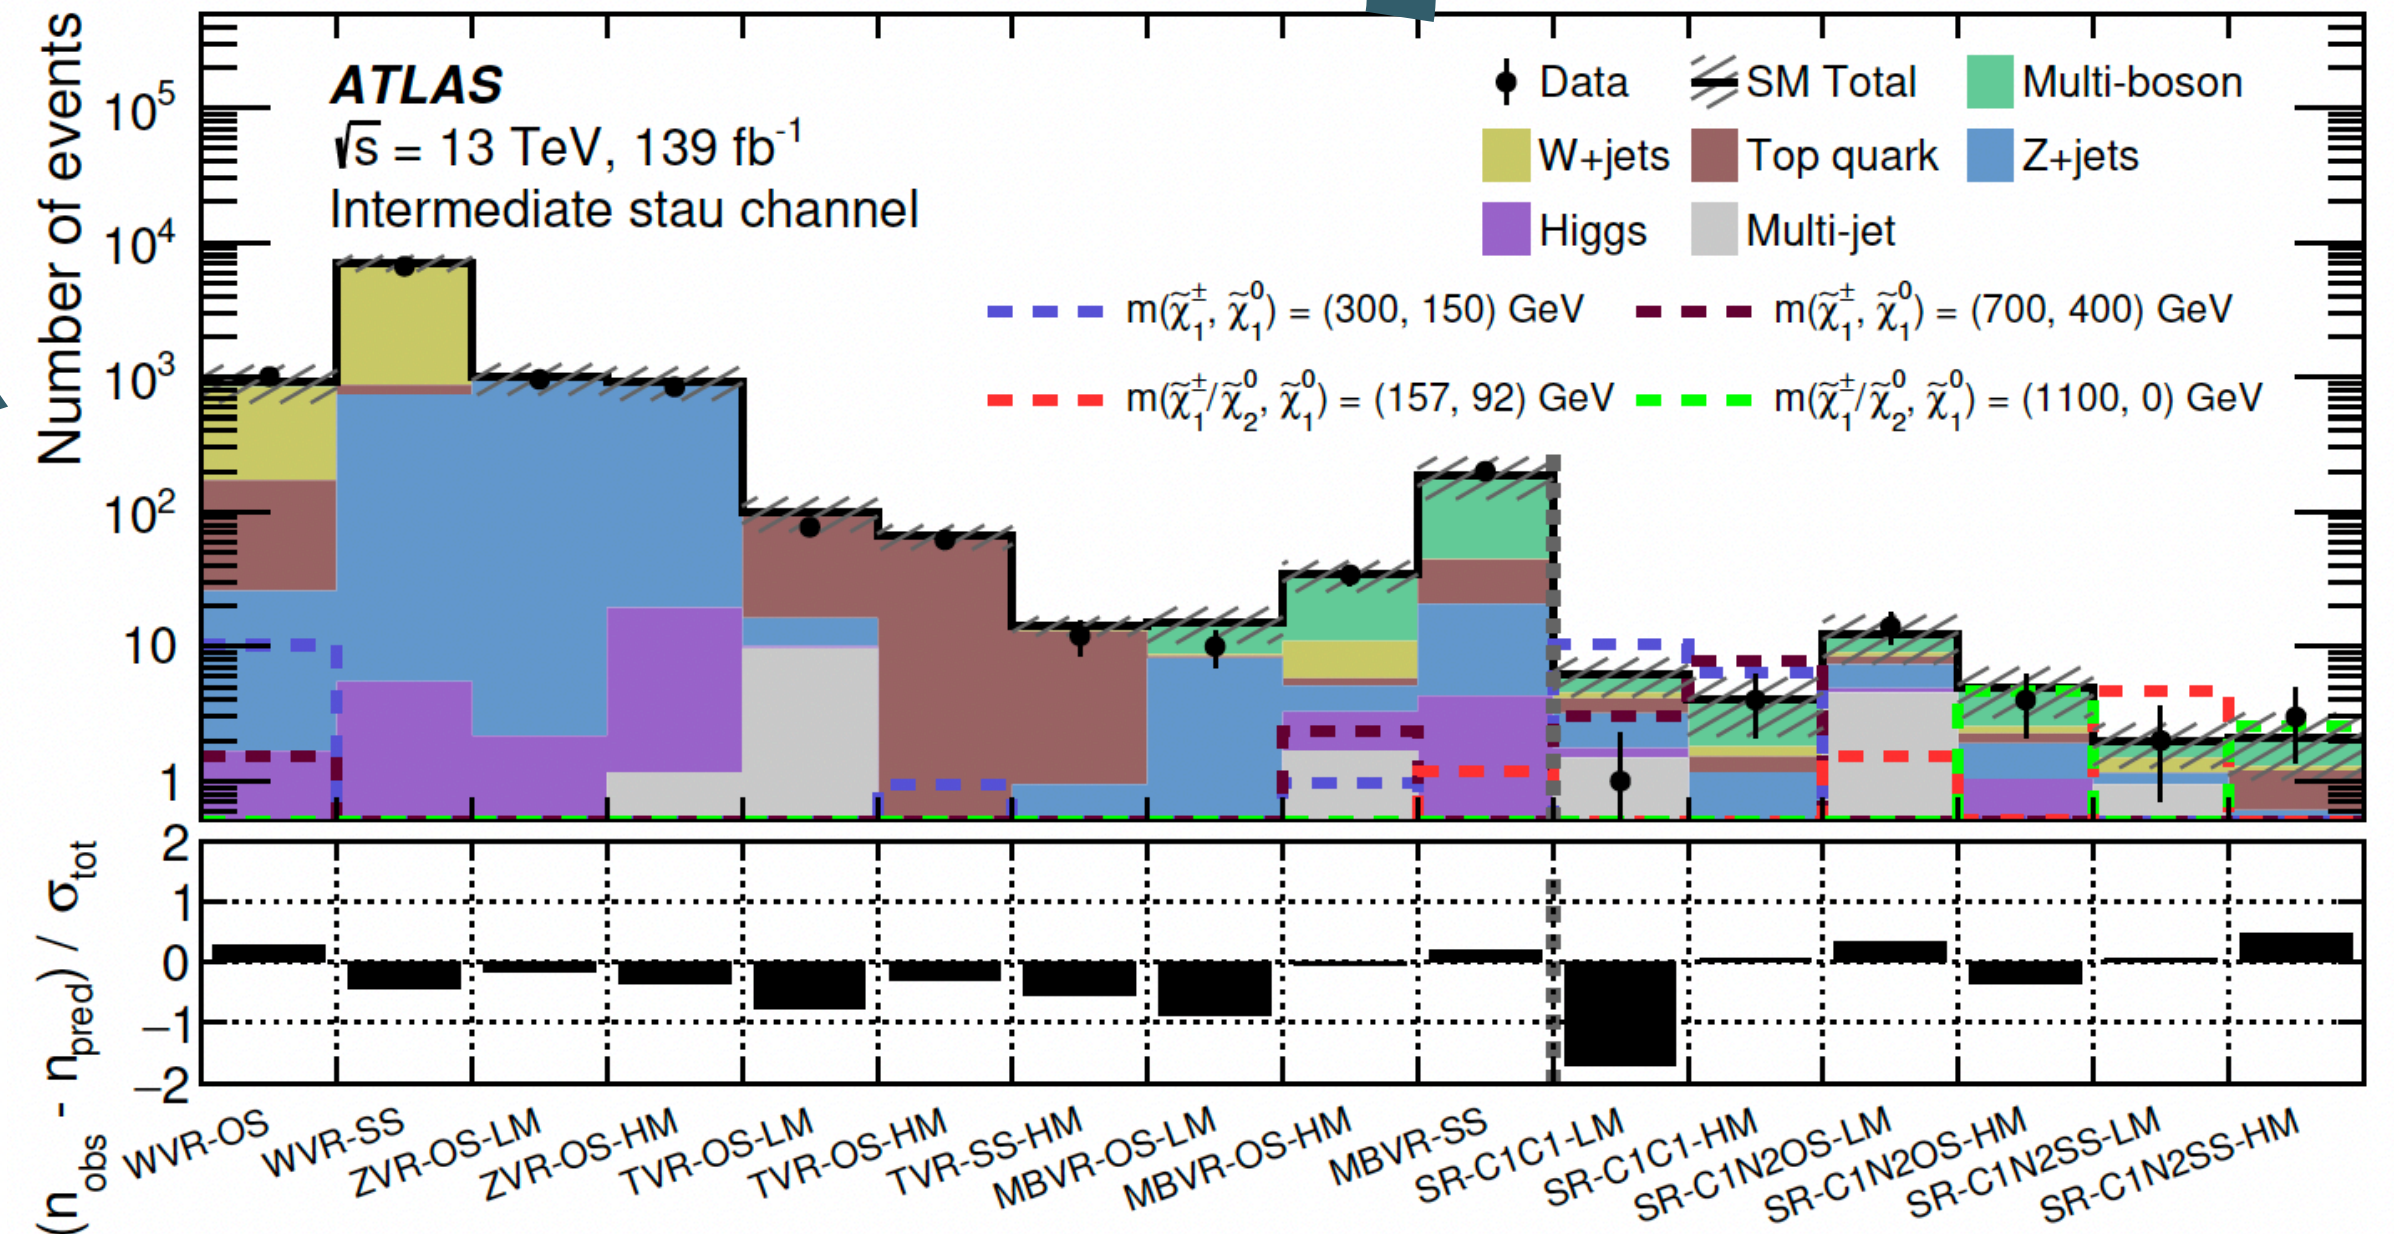 Number of events
10⁵
10⁴
10³
10²
10
1
ATLAS
√s = 13 TeV, 139 fb⁻¹
Intermediate stau channel
Data SM Total Multi-boson
W+jets Top quark Z+jets
Higgs Multi-jet
m(χ̃₁±, χ̃₁⁰) = (300, 150) GeV m(χ̃₁±, χ̃₁⁰) = (700, 400) GeV
m(χ̃₁±/χ̃₂⁰, χ̃₁⁰) = (157, 92) GeV m(χ̃₁±/χ̃₂⁰, χ̃₁⁰) = (1100, 0) GeV
(n_obs - n_pred) / σ_tot
2
1
0
−1
−2
WVR-OS
WVR-SS
ZVR-OS-LM
ZVR-OS-HM
TVR-OS-LM
TVR-OS-HM
TVR-SS-HM
MBVR-OS-LM
MBVR-OS-HM
MBVR-SS
SR-C1C1-LM
SR-C1C1-HM
SR-C1N2OS-LM
SR-C1N2OS-HM
SR-C1N2SS-LM
SR-C1N2SS-HM